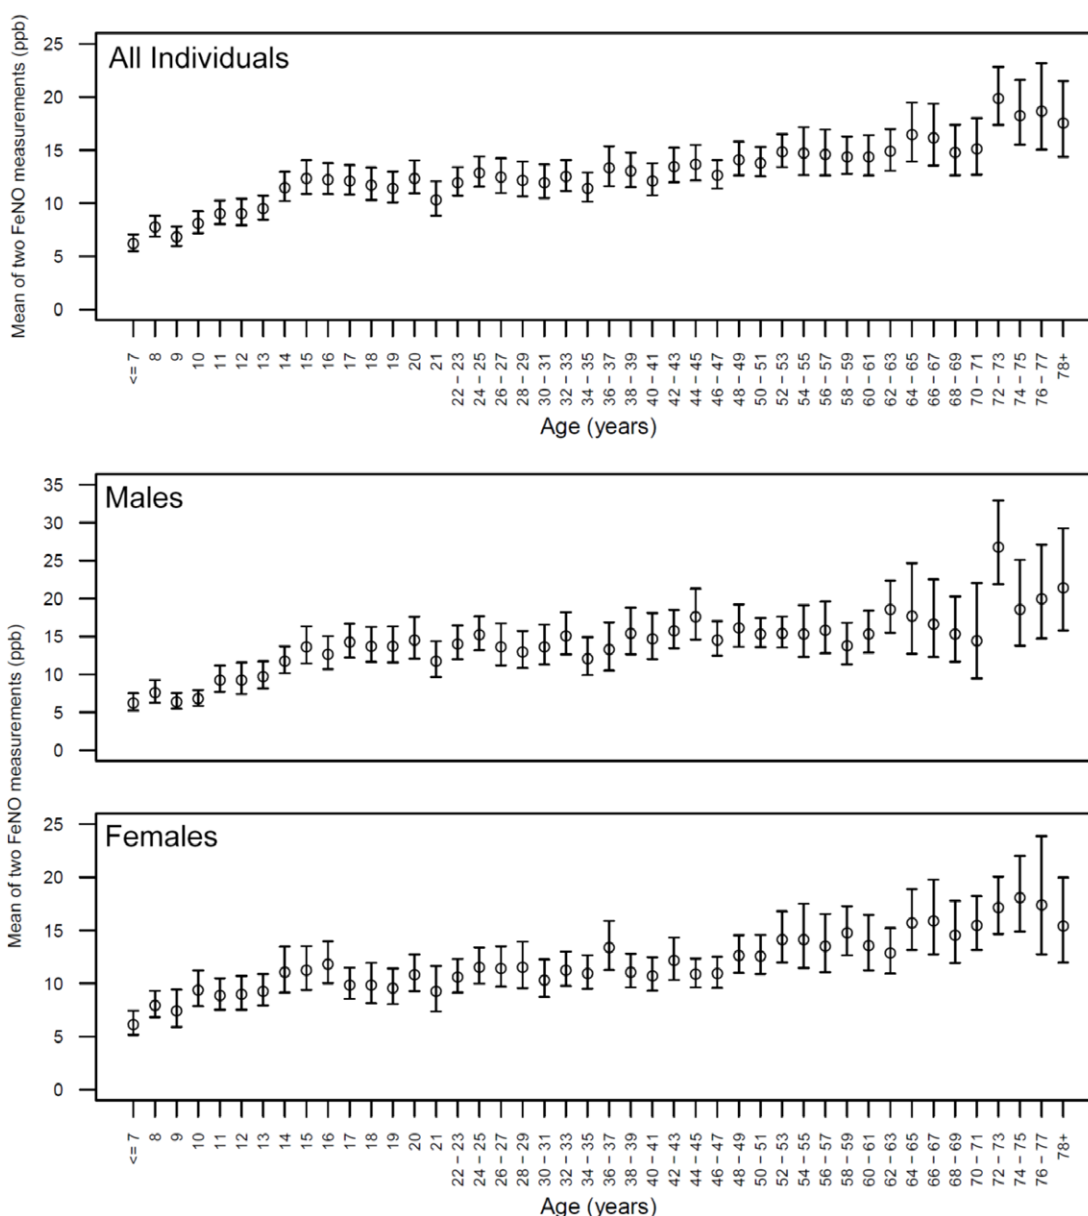 Mean of two FeNO measurements (ppb)
All Individuals
25
20
15
10
5
0
<= 7
8
9
10
11
12
13
14
15
16
17
18
19
20
21
22 - 23
24 - 25
26 - 27
28 - 29
30 - 31
32 - 33
34 - 35
36 - 37
38 - 39
40 - 41
42 - 43
44 - 45
46 - 47
48 - 49
50 - 51
52 - 53
54 - 55
56 - 57
58 - 59
60 - 61
62 - 63
64 - 65
66 - 67
68 - 69
70 - 71
72 - 73
74 - 75
76 - 77
78+
Age (years)
Mean of two FeNO measurements (ppb)
Males
35
30
25
20
15
10
5
0
Females
25
20
15
10
5
0
<= 7
8
9
10
11
12
13
14
15
16
17
18
19
20
21
22 - 23
24 - 25
26 - 27
28 - 29
30 - 31
32 - 33
34 - 35
36 - 37
38 - 39
40 - 41
42 - 43
44 - 45
46 - 47
48 - 49
50 - 51
52 - 53
54 - 55
56 - 57
58 - 59
60 - 61
62 - 63
64 - 65
66 - 67
68 - 69
70 - 71
72 - 73
74 - 75
76 - 77
78+
Age (years)